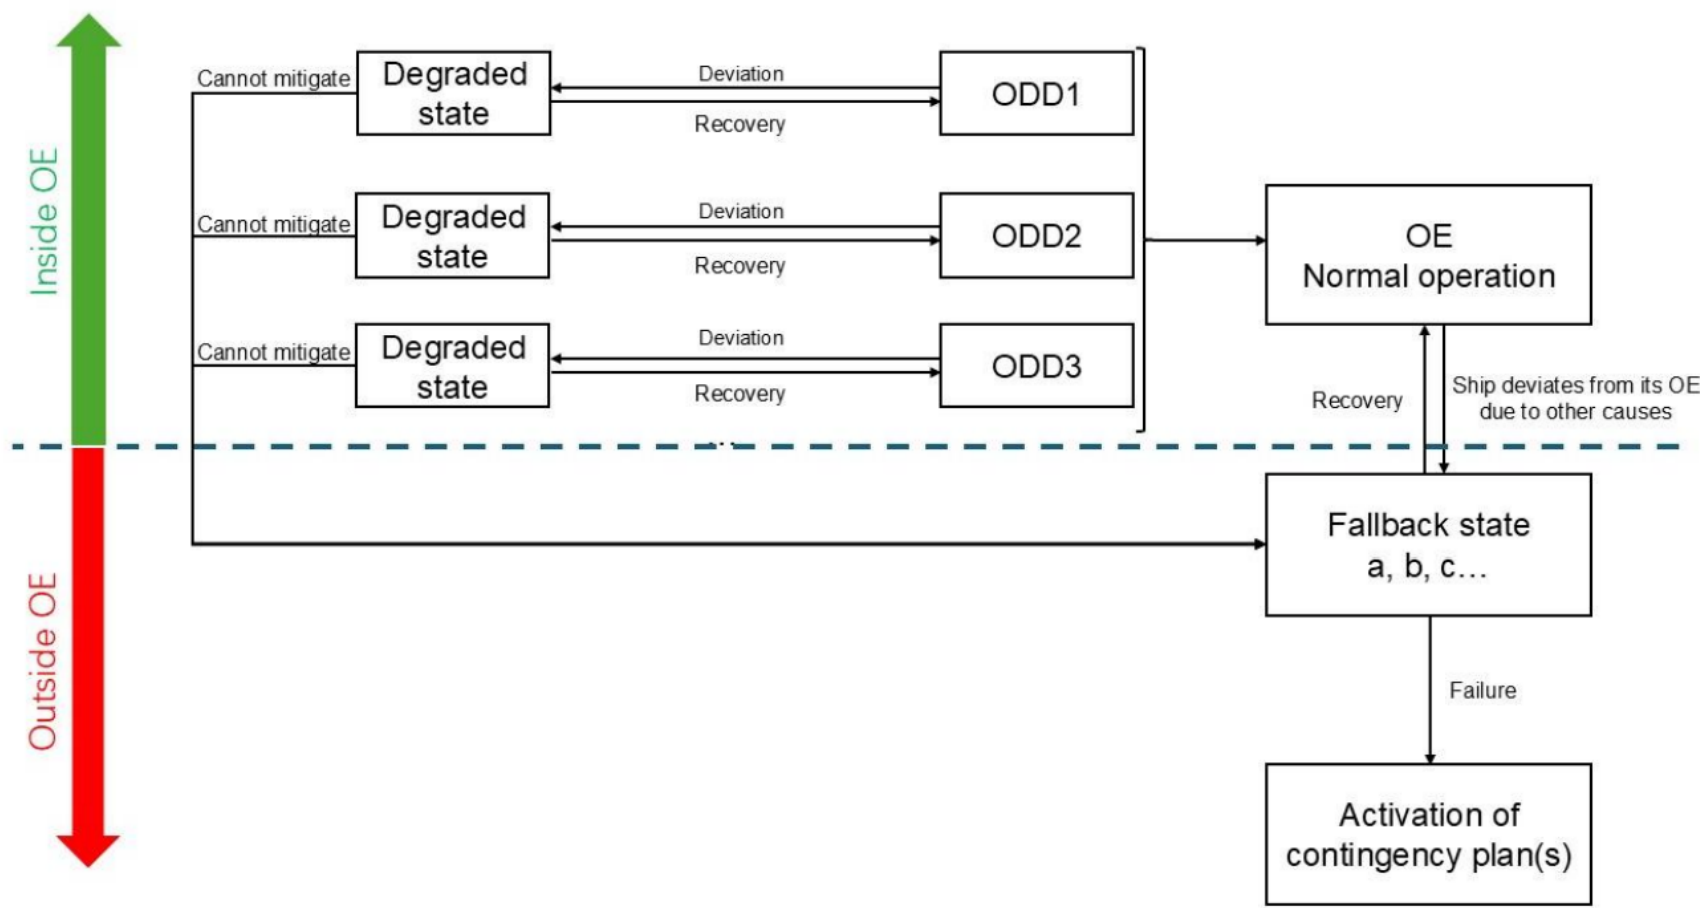 Inside OE
Outside OE
Cannot mitigate
Degraded
state
Deviation
Recovery
ODD1
Cannot mitigate
Degraded
state
Deviation
Recovery
ODD2
Cannot mitigate
Degraded
state
Deviation
Recovery
ODD3
...
OE
Normal operation
Recovery
Ship deviates from its OE
due to other causes
Fallback state
a, b, c...
Failure
Activation of
contingency plan(s)